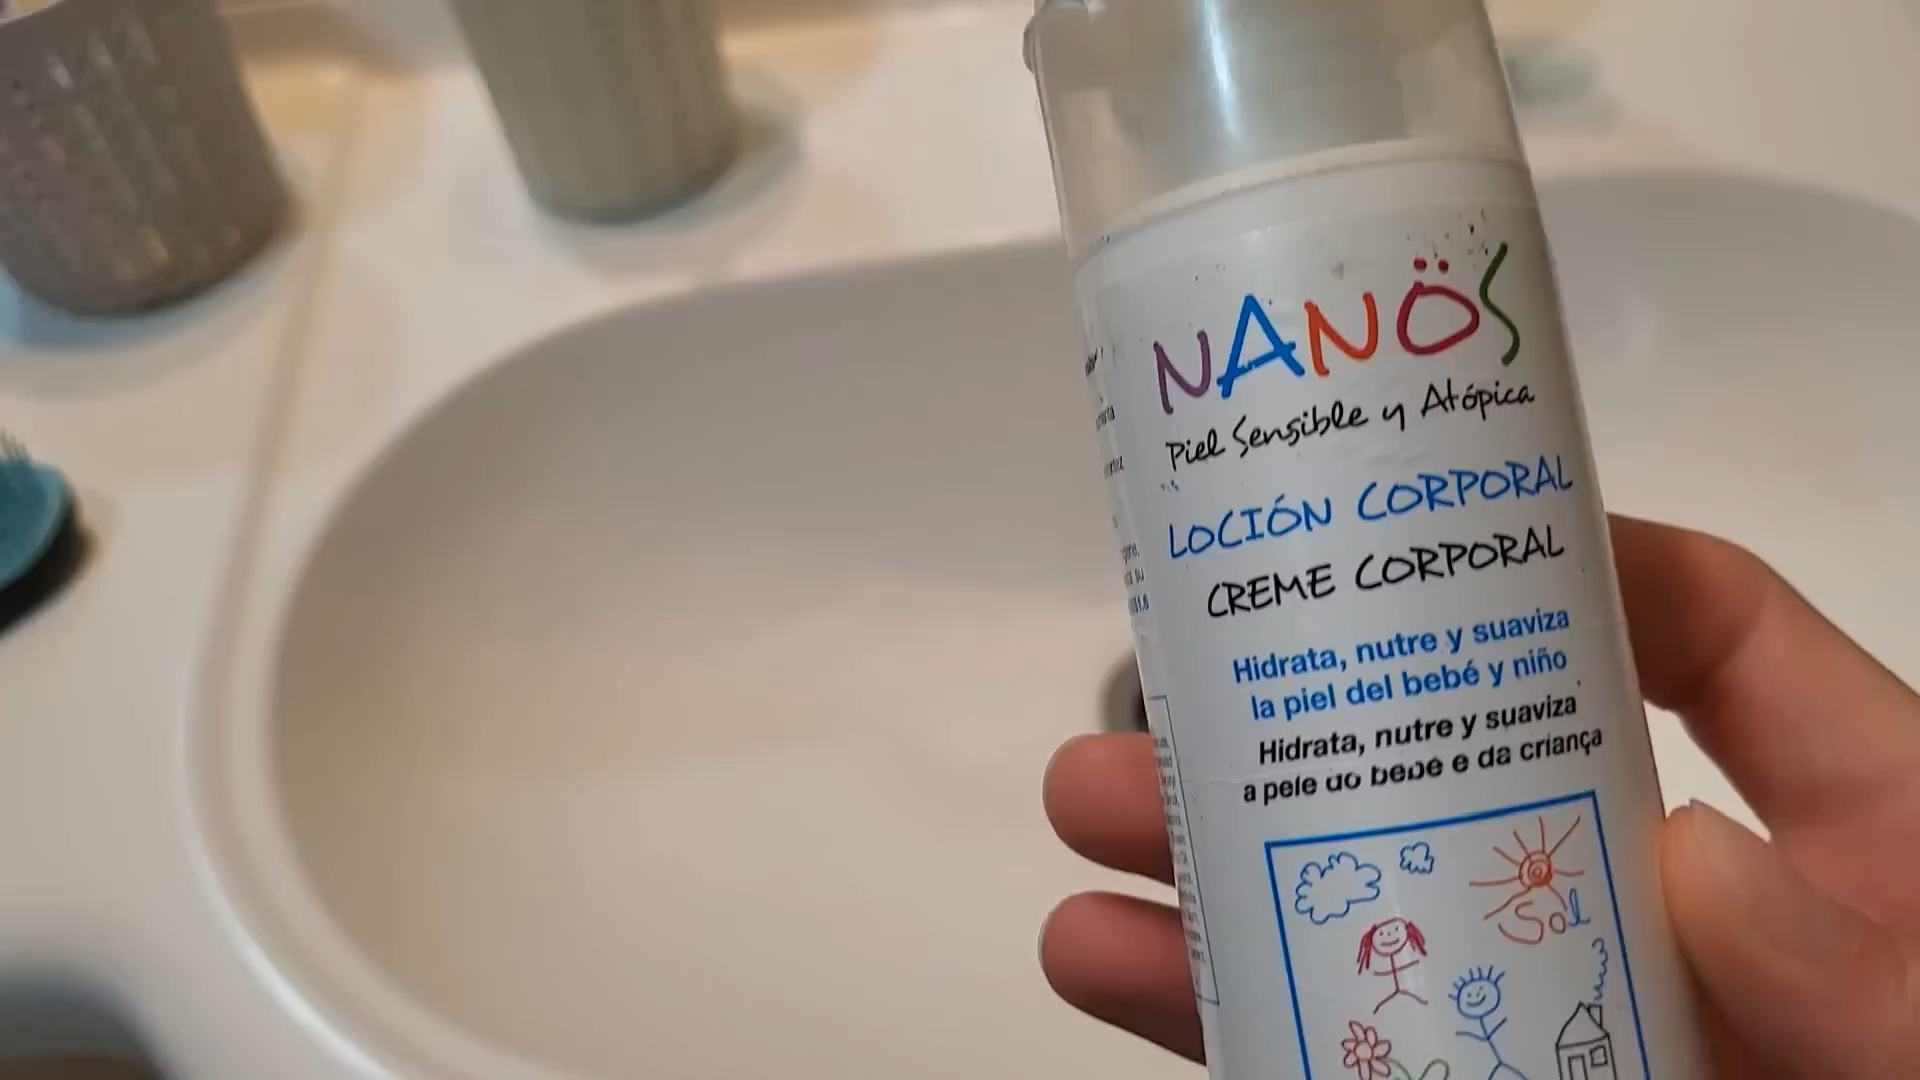 NANÖS
Piel Sensible y Atópica
LOCIÓN CORPORAL
CREME CORPORAL
Hidrata, nutre y suaviza
la piel del bebé y niño
Hidrata, nutre y suaviza
a pele do bebé e da criança
Sol